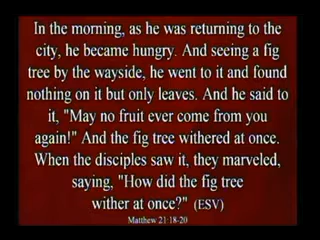 In the morning, as he was returning to the
city, he became hungry. And seeing a fig
tree by the wayside, he went to it and found
nothing on it but only leaves. And he said to
it, "May no fruit ever come from you
again!" And the fig tree withered at once.
When the disciples saw it, they marveled,
saying, "How did the fig tree
wither at once?" (ESV)
Matthew 21:18-20